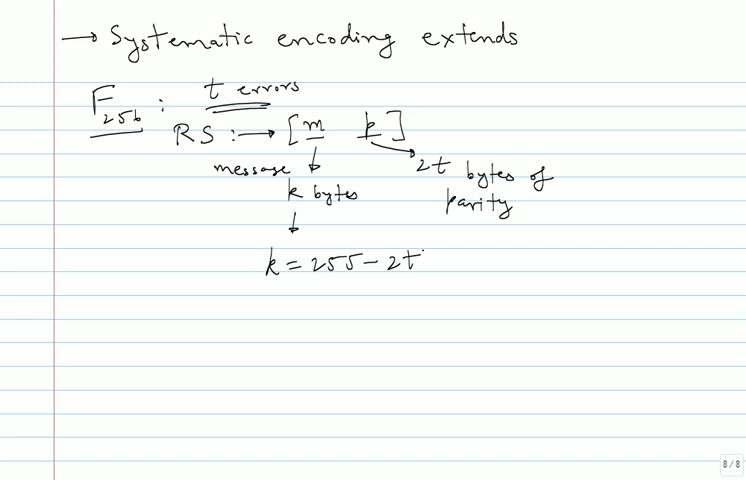 → Systematic encoding extends
F256 : t errors
RS : → [m p]
message k bytes
2t bytes of parity
k = 255 - 2t
8 / 8